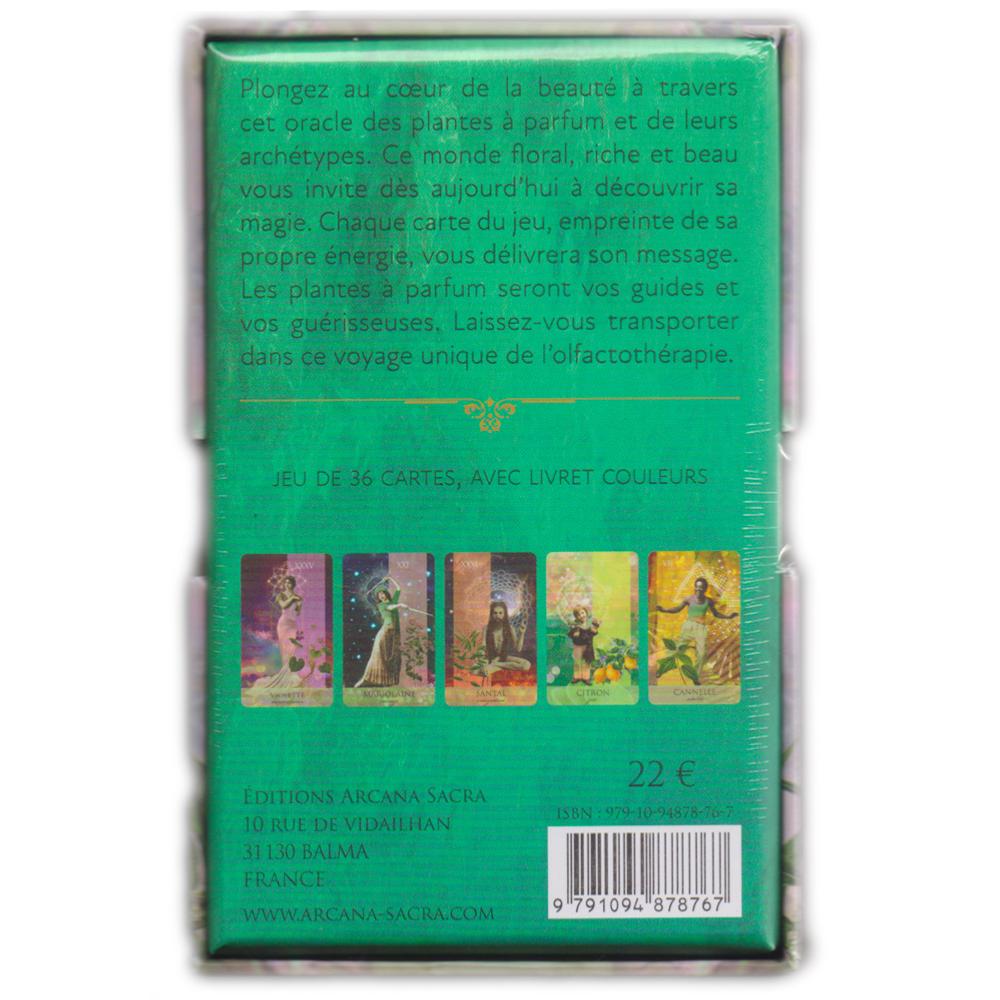 Plongez au cœur de la beauté à travers
cet oracle des plantes à parfum et de leurs
archétypes. Ce monde floral, riche et beau
vous invite dès aujourd'hui à découvrir sa
magie. Chaque carte du jeu, empreinte de sa
propre énergie, vous délivrera son message.
Les plantes à parfum seront vos guides et
vos guérisseuses. Laissez-vous transporter
dans ce voyage unique de l'olfactothérapie.
JEU DE 36 CARTES, AVEC LIVRET COULEURS
XXXV
XXI
VIOLETTE
MARJOLAINE
SANTAL
CITRON
CANNELLE
22 €
ISBN : 979-10-94878-76-7
ÉDITIONS ARCANA SACRA
10 RUE DE VIDAILHAN
31130 BALMA
FRANCE
WWW.ARCANA-SACRA.COM
9 791094 878767